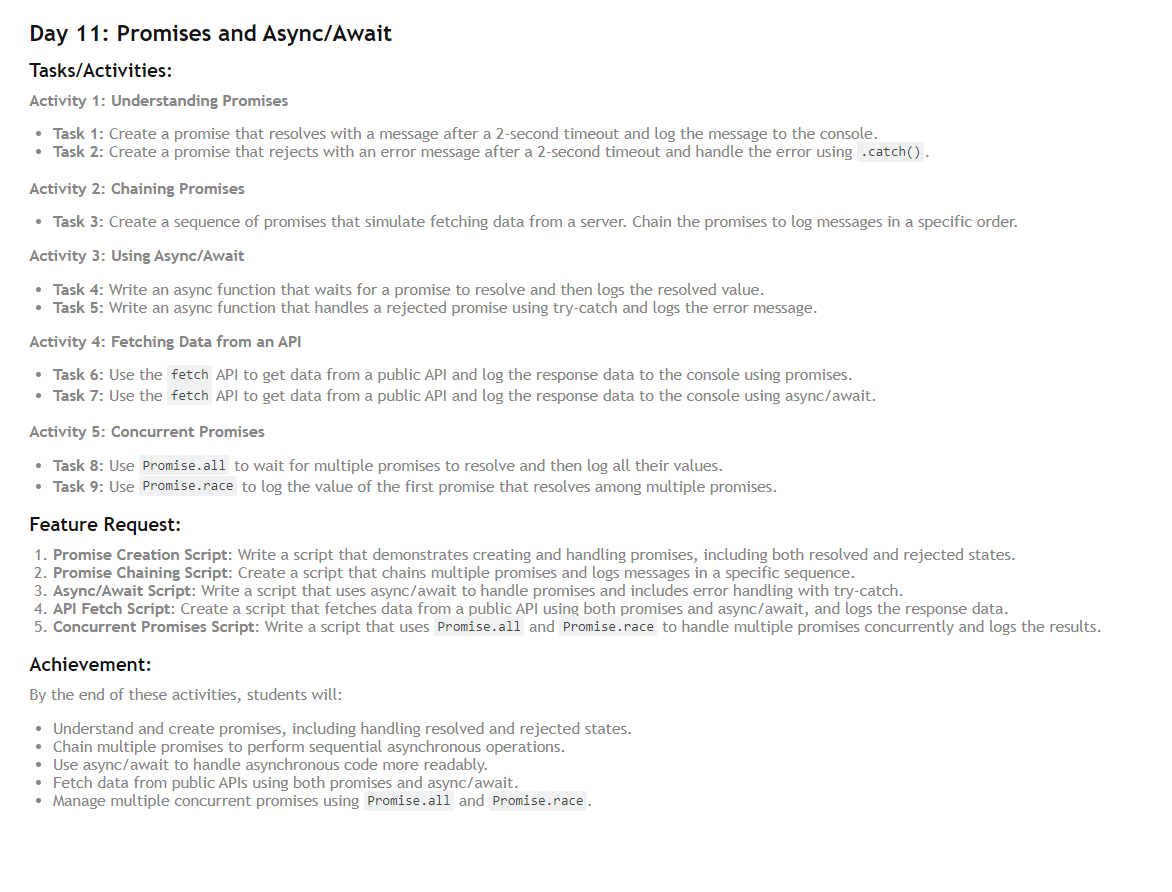 Day 11: Promises and Async/Await
Tasks/Activities:
Activity 1: Understanding Promises
• Task 1: Create a promise that resolves with a message after a 2-second timeout and log the message to the console.
• Task 2: Create a promise that rejects with an error message after a 2-second timeout and handle the error using .catch() .
Activity 2: Chaining Promises
• Task 3: Create a sequence of promises that simulate fetching data from a server. Chain the promises to log messages in a specific order.
Activity 3: Using Async/Await
• Task 4: Write an async function that waits for a promise to resolve and then logs the resolved value.
• Task 5: Write an async function that handles a rejected promise using try-catch and logs the error message.
Activity 4: Fetching Data from an API
• Task 6: Use the fetch API to get data from a public API and log the response data to the console using promises.
• Task 7: Use the fetch API to get data from a public API and log the response data to the console using async/await.
Activity 5: Concurrent Promises
• Task 8: Use Promise.all to wait for multiple promises to resolve and then log all their values.
• Task 9: Use Promise.race to log the value of the first promise that resolves among multiple promises.
Feature Request:
1. Promise Creation Script: Write a script that demonstrates creating and handling promises, including both resolved and rejected states.
2. Promise Chaining Script: Create a script that chains multiple promises and logs messages in a specific sequence.
3. Async/Await Script: Write a script that uses async/await to handle promises and includes error handling with try-catch.
4. API Fetch Script: Create a script that fetches data from a public API using both promises and async/await, and logs the response data.
5. Concurrent Promises Script: Write a script that uses Promise.all and Promise.race to handle multiple promises concurrently and logs the results.
Achievement:
By the end of these activities, students will:
• Understand and create promises, including handling resolved and rejected states.
• Chain multiple promises to perform sequential asynchronous operations.
• Use async/await to handle asynchronous code more readably.
• Fetch data from public APIs using both promises and async/await.
• Manage multiple concurrent promises using Promise.all and Promise.race .